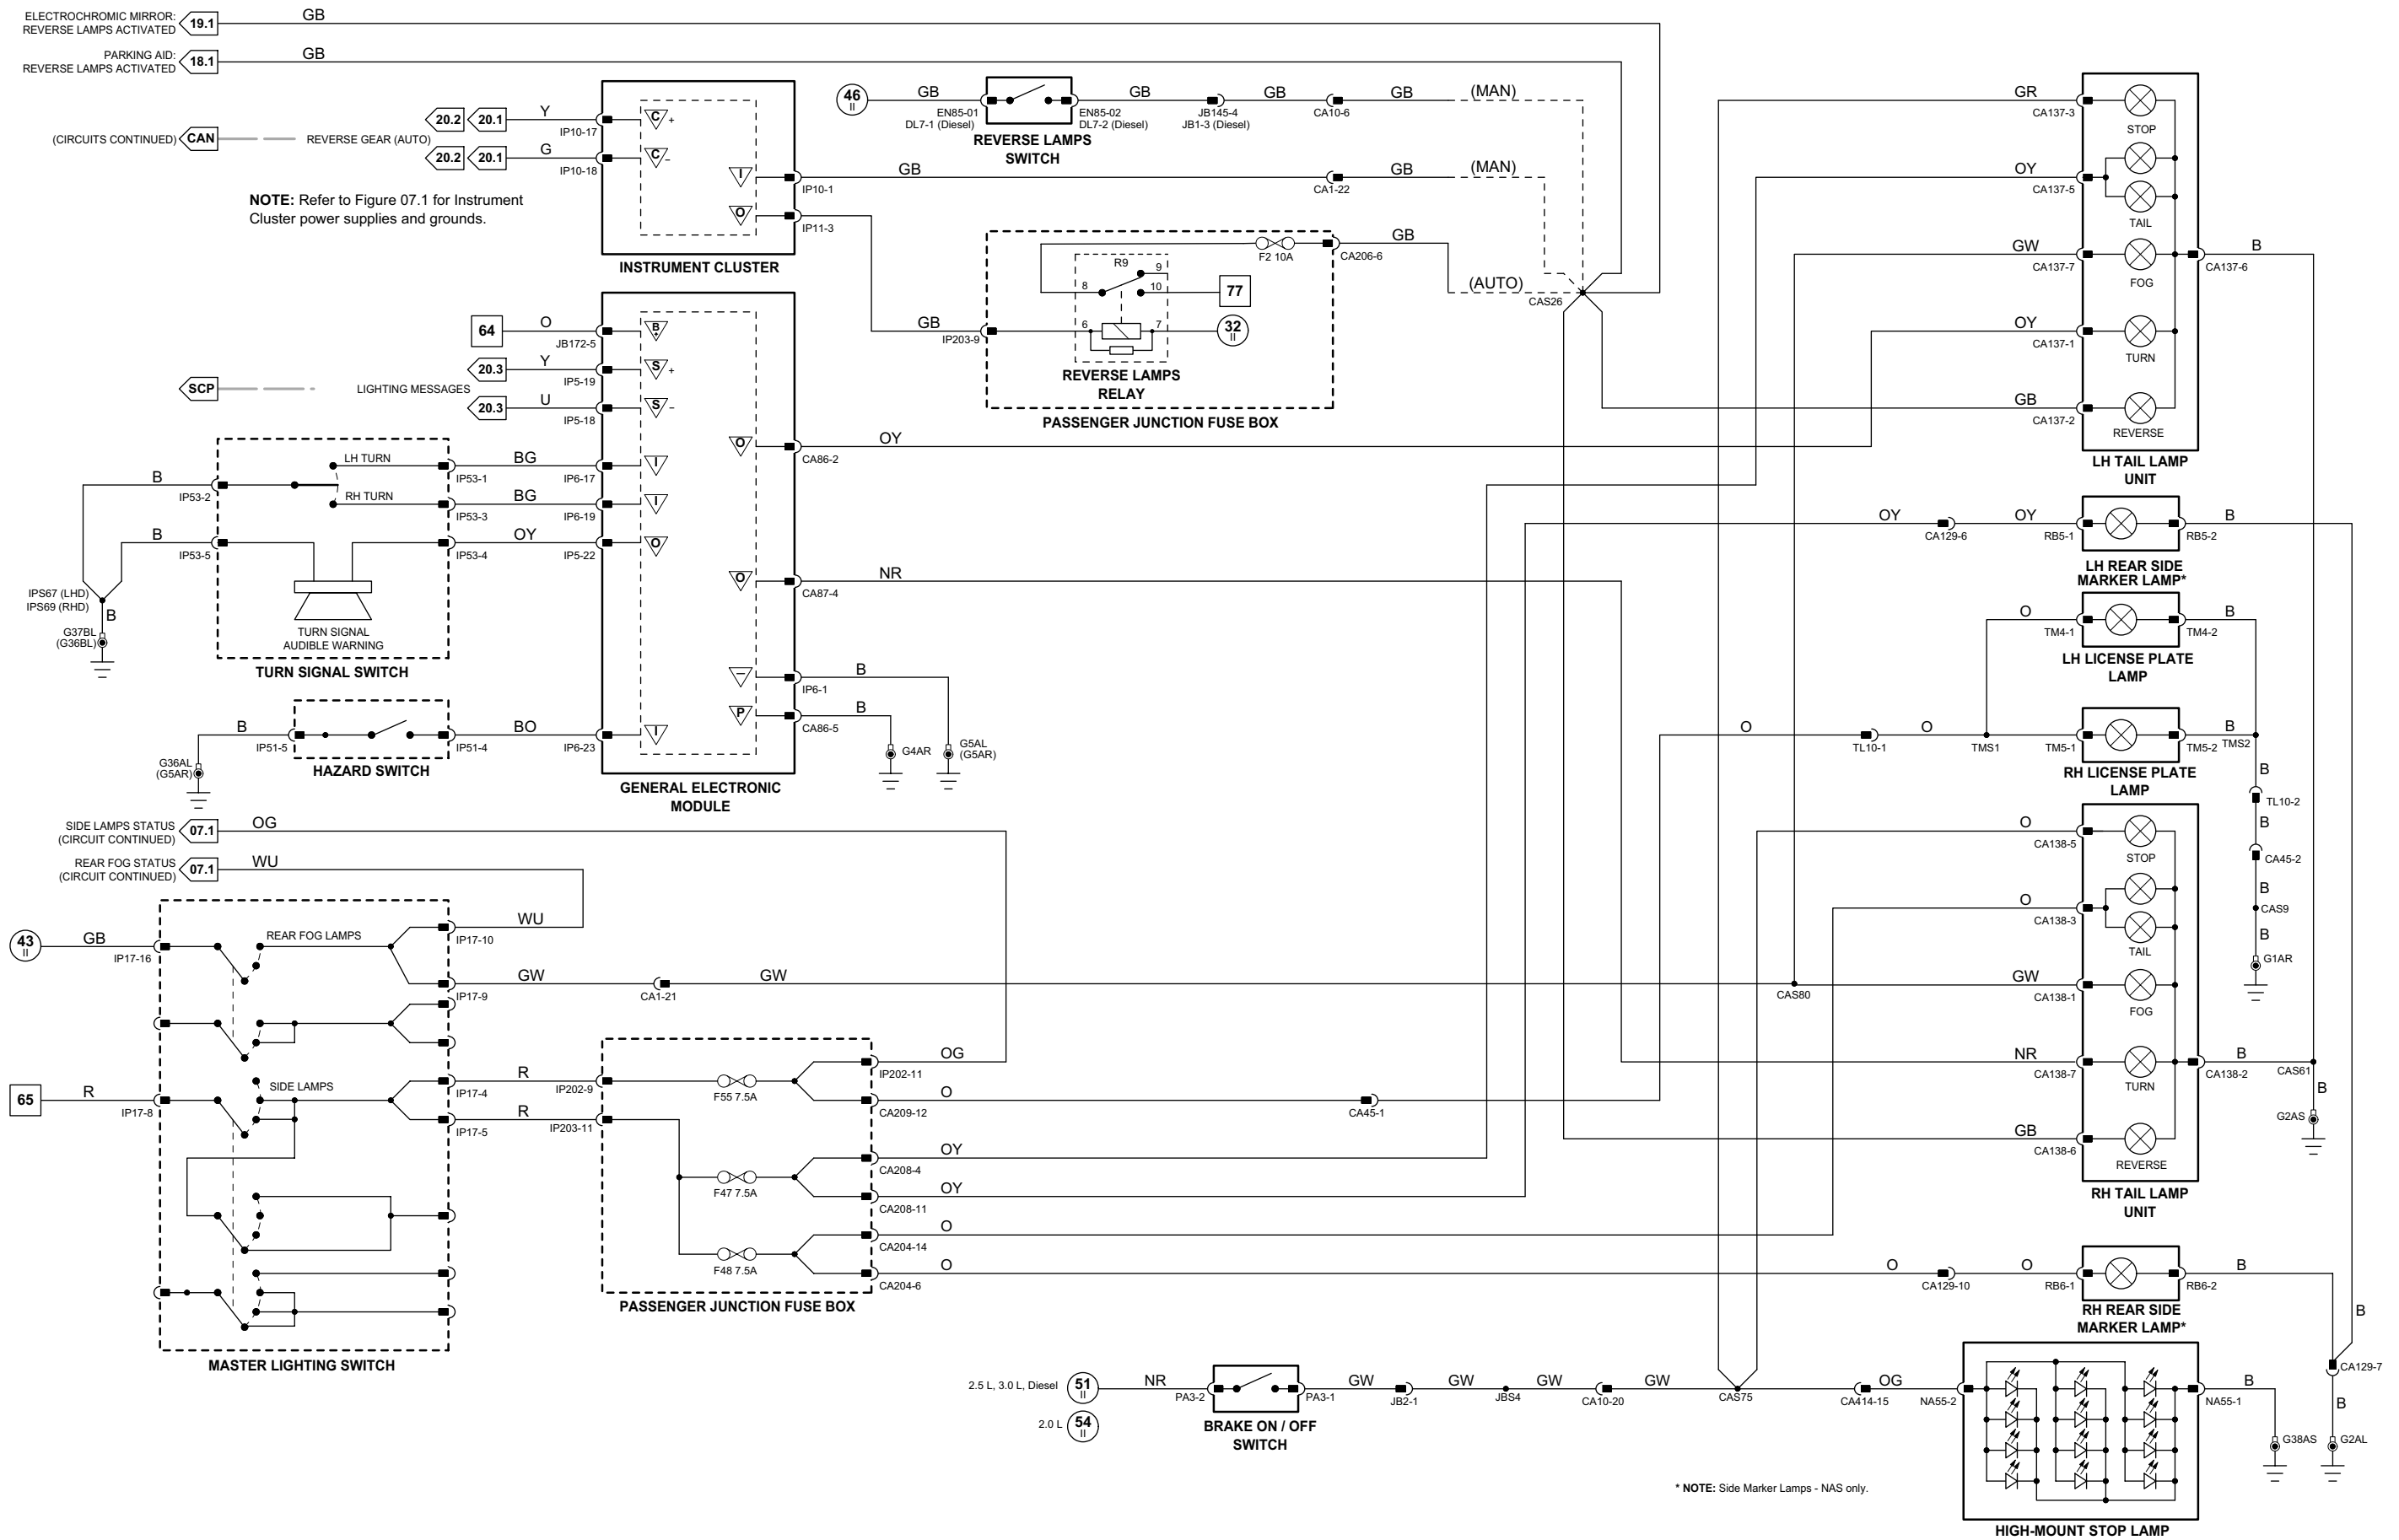 ELECTROCHROMIC MIRROR:
REVERSE LAMPS ACTIVATED
19.1
GB
PARKING AID:
REVERSE LAMPS ACTIVATED
18.1
GB
(CIRCUITS CONTINUED)
CAN
REVERSE GEAR (AUTO)
20.2
20.1
Y
IP10-17
C
+
20.2
20.1
G
IP10-18
C
–
I
IP10-1
GB
CA1-22
GB
(MAN)
O
IP11-3
INSTRUMENT CLUSTER
NOTE: Refer to Figure 07.1 for Instrument
Cluster power supplies and grounds.
46
II
GB
EN85-01
DL7-1 (Diesel)
REVERSE LAMPS
SWITCH
EN85-02
DL7-2 (Diesel)
GB
JB145-4
JB1-3 (Diesel)
GB
CA10-6
GB
(MAN)
GB
IP203-9
R9
9
8
10
6
7
77
32
II
F2 10A
CA206-6
GB
(AUTO)
CAS26
REVERSE LAMPS
RELAY
PASSENGER JUNCTION FUSE BOX
64
O
JB172-5
B
+
SCP
LIGHTING MESSAGES
20.3
Y
IP5-19
S
+
20.3
U
IP5-18
S
–
O
CA86-2
OY
LH TURN
IP53-1
BG
IP6-17
I
B
IP53-2
RH TURN
IP53-3
BG
IP6-19
I
B
IP53-5
IP53-4
OY
IP5-22
O
O
CA87-4
NR
IPS67 (LHD)
IPS69 (RHD)
B
G37BL
(G36BL)
TURN SIGNAL
AUDIBLE WARNING
TURN SIGNAL SWITCH
–
IP6-1
B
P
CA86-5
B
G4AR
G5AL
(G5AR)
B
IP51-5
IP51-4
BO
IP6-23
I
G36AL
(G5AR)
HAZARD SWITCH
GENERAL ELECTRONIC
MODULE
SIDE LAMPS STATUS
(CIRCUIT CONTINUED)
07.1
OG
REAR FOG STATUS
(CIRCUIT CONTINUED)
07.1
WU
43
II
GB
IP17-16
REAR FOG LAMPS
WU
IP17-10
GW
IP17-9
CA1-21
GW
CAS80
65
R
IP17-8
SIDE LAMPS
IP17-4
R
IP202-9
IP17-5
R
IP203-11
MASTER LIGHTING SWITCH
F55 7.5A
OG
IP202-11
O
CA209-12
CA45-1
F47 7.5A
OY
CA208-4
OY
CA208-11
F48 7.5A
O
CA204-14
O
CA204-6
PASSENGER JUNCTION FUSE BOX
2.5 L, 3.0 L, Diesel
51
II
2.0 L
54
II
NR
PA3-2
PA3-1
BRAKE ON / OFF
SWITCH
GW
JB2-1
GW
JBS4
GW
CA10-20
GW
CAS75
CA414-15
OG
NA55-2
NA55-1
B
G38AS
HIGH-MOUNT STOP LAMP
GR
CA137-3
STOP
OY
CA137-5
TAIL
GW
CA137-7
FOG
CA137-6
B
OY
CA137-1
TURN
GB
CA137-2
REVERSE
LH TAIL LAMP
UNIT
OY
CA129-6
OY
RB5-1
RB5-2
B
LH REAR SIDE
MARKER LAMP*
O
TM4-1
TM4-2
B
LH LICENSE PLATE
LAMP
O
TL10-1
O
TMS1
TM5-1
TM5-2
B
TMS2
RH LICENSE PLATE
LAMP
B
TL10-2
B
CA45-2
B
CAS9
B
G1AR
O
CA138-5
STOP
O
CA138-3
TAIL
GW
CA138-1
FOG
NR
CA138-7
TURN
CA138-2
B
CAS61
B
G2AS
GB
CA138-6
REVERSE
RH TAIL LAMP
UNIT
O
CA129-10
O
RB6-1
RB6-2
B
RH REAR SIDE
MARKER LAMP*
B
CA129-7
B
G2AL
* NOTE: Side Marker Lamps - NAS only.